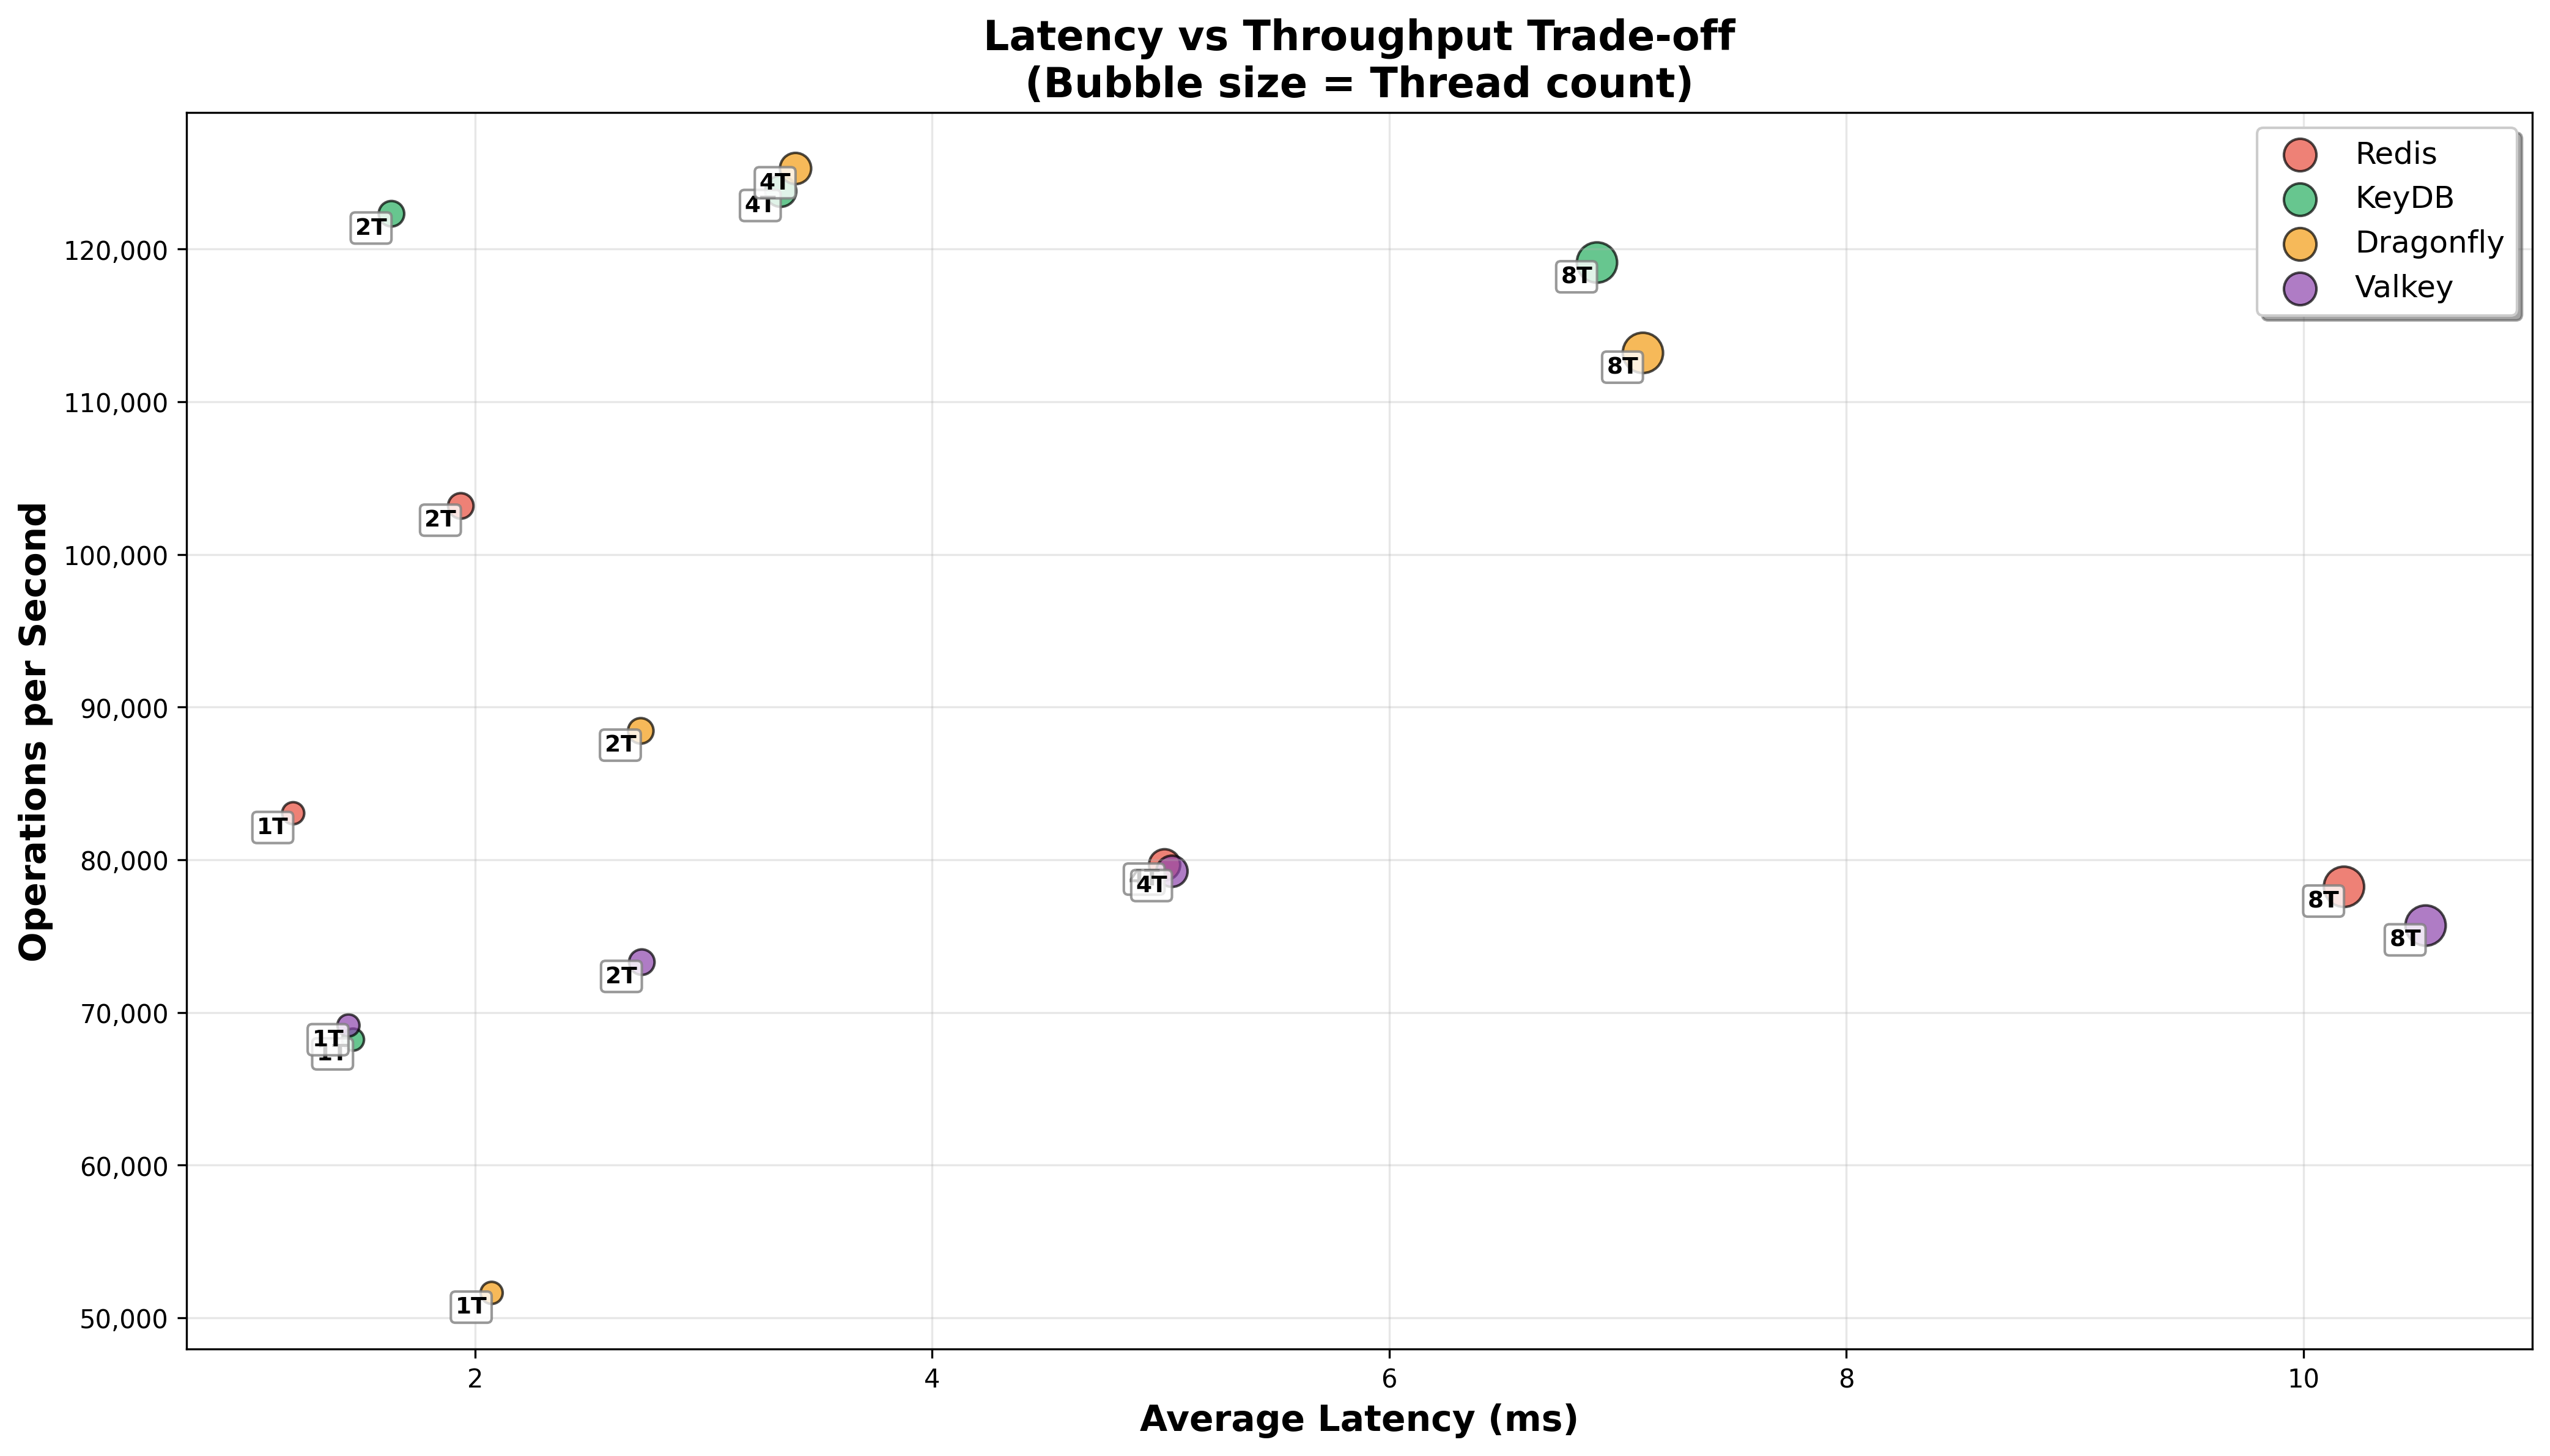 Latency vs Throughput Trade-off
(Bubble size = Thread count)
Redis
KeyDB
Dragonfly
Valkey
Operations per Second
120,000
110,000
100,000
90,000
80,000
70,000
60,000
50,000
4T
4T
2T
8T
8T
2T
2T
1T
4T
8T
8T
2T
1T
1T
1T
2
4
6
8
10
Average Latency (ms)